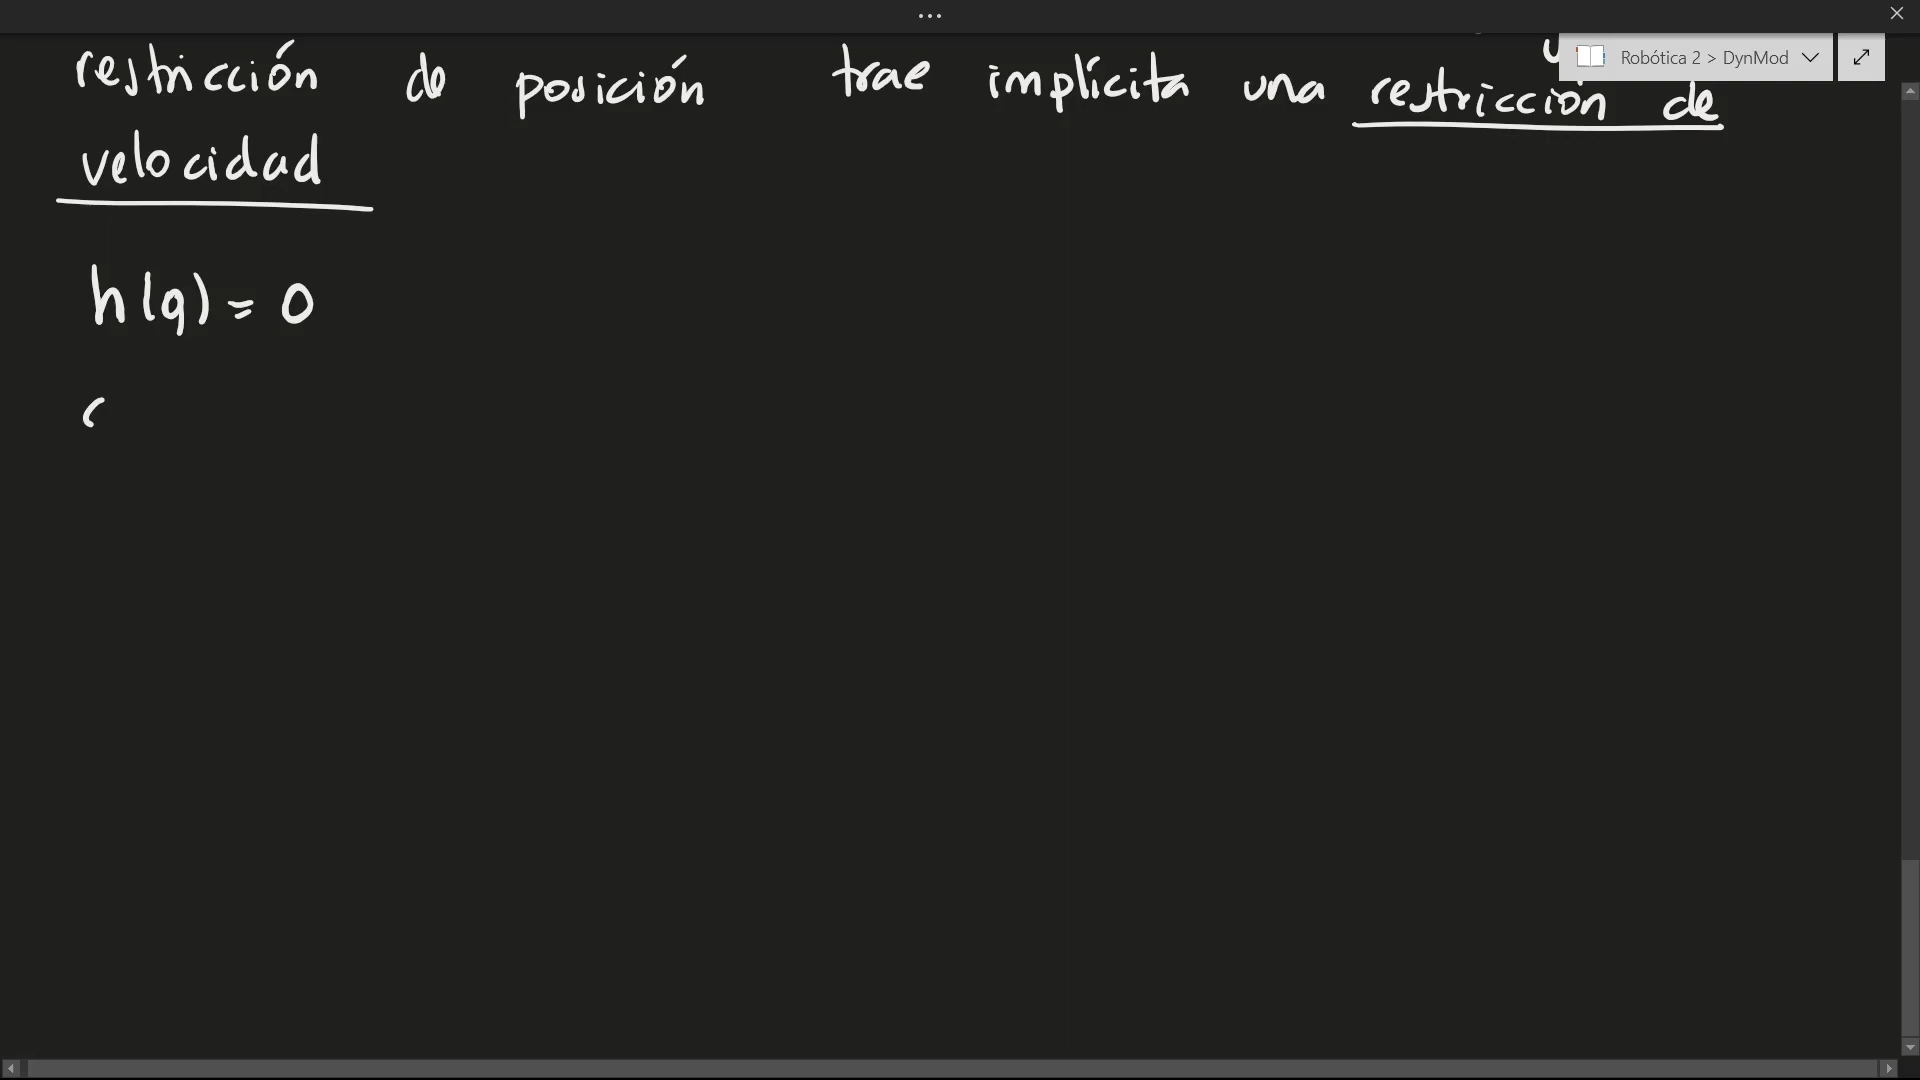 Robótica 2 > DynMod
restricción de posición trae implícita una restricción de
velocidad
h(q) = 0